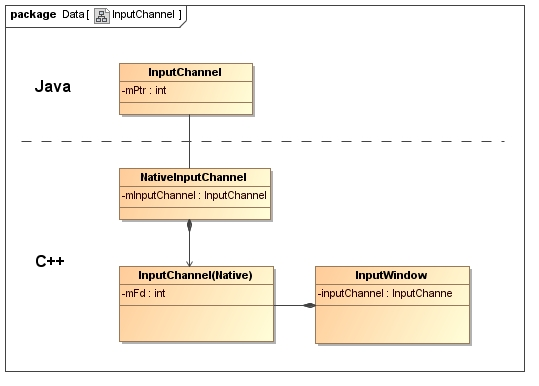 package Data [ InputChannel ]
InputChannel
Java
-mPtr : int
NativeInputChannel
-mInputChannel : InputChannel
C++
InputChannel(Native)
InputWindow
-mFd : int
-inputChannel : InputChanne